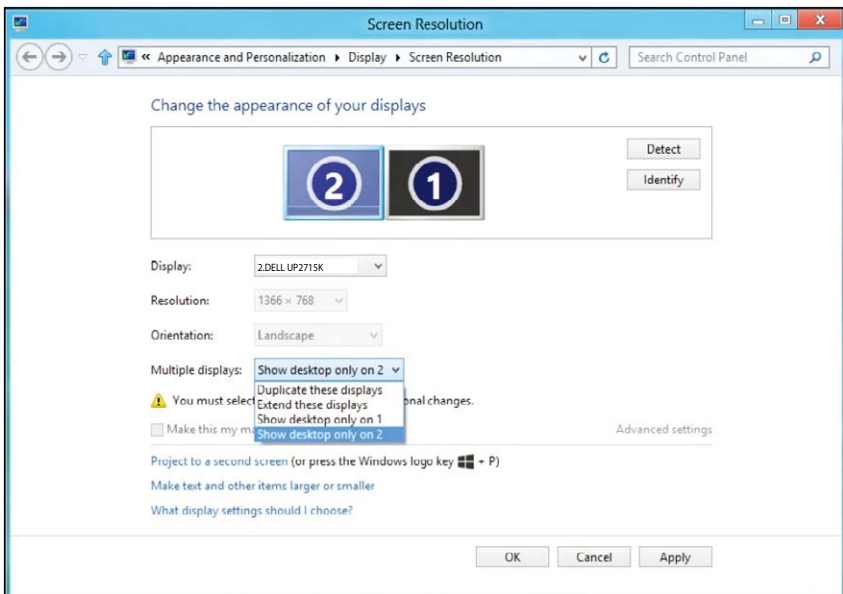 Screen Resolution
« Appearance and Personalization ▸ Display ▸ Screen Resolution Search Control Panel
Change the appearance of your displays
2 1
Detect
Identify
Display: 2.DELL UP2715K
Resolution: 1366 × 768
Orientation: Landscape
Multiple displays: Show desktop only on 2
Duplicate these displays
You must selec onal changes.
Extend these displays
Show desktop only on 1
Make this my m Advanced settings
Show desktop only on 2
Project to a second screen (or press the Windows logo key + P)
Make text and other items larger or smaller
What display settings should I choose?
OK Cancel Apply